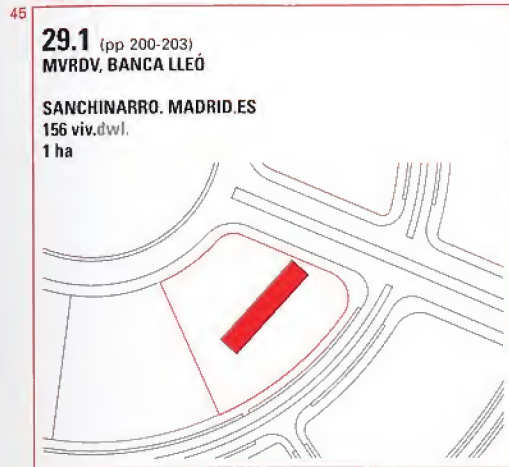 45
29.1 (pp 200-203)
MVRDV, BANCA LLEÓ
SANCHINARRO. MADRID.ES
156 viv.dwl.
1 ha